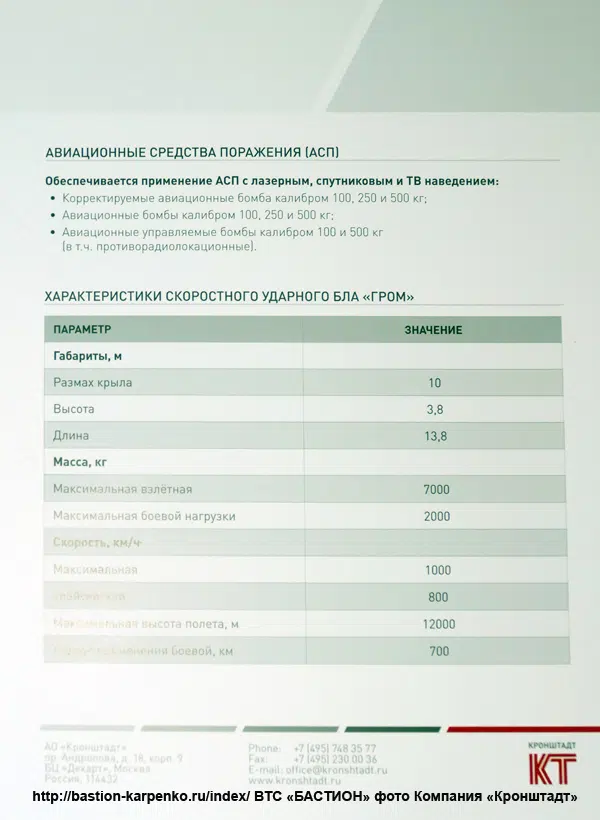 АВИАЦИОННЫЕ СРЕДСТВА ПОРАЖЕНИЯ (АСП)
Обеспечивается применение АСП с лазерным, спутниковым и ТВ наведением:
• Корректируемые авиационные бомба калибром 100, 250 и 500 кг;
• Авиационные бомбы калибром 100, 250 и 500 кг;
• Авиационные управляемые бомбы калибром 100 и 500 кг
(в т.ч. противорадиолокационные).
ХАРАКТЕРИСТИКИ СКОРОСТНОГО УДАРНОГО БЛА «ГРОМ»
ПАРАМЕТР ЗНАЧЕНИЕ
Габариты, м
Размах крыла 10
Высота 3,8
Длина 13,8
Масса, кг
Максимальная взлётная 7000
Максимальная боевой нагрузки 2000
Скорость, км/ч
Максимальная 1000
800
Максимальная высота полета, м 12000
боевой, км 700
АО «Кронштадт»
пр. Андропова, д. 18, корп. 9
БЦ «Декарт», Москва
Россия, 114432
Phone: +7 (495) 748 35 77
Fax: +7 (495) 230 00 36
E-mail: office@kronshtadt.ru
www.kronshtadt.ru
КРОНШТАДТ
КТ
http://bastion-karpenko.ru/index/ ВТС «БАСТИОН» фото Компания «Кронштадт»